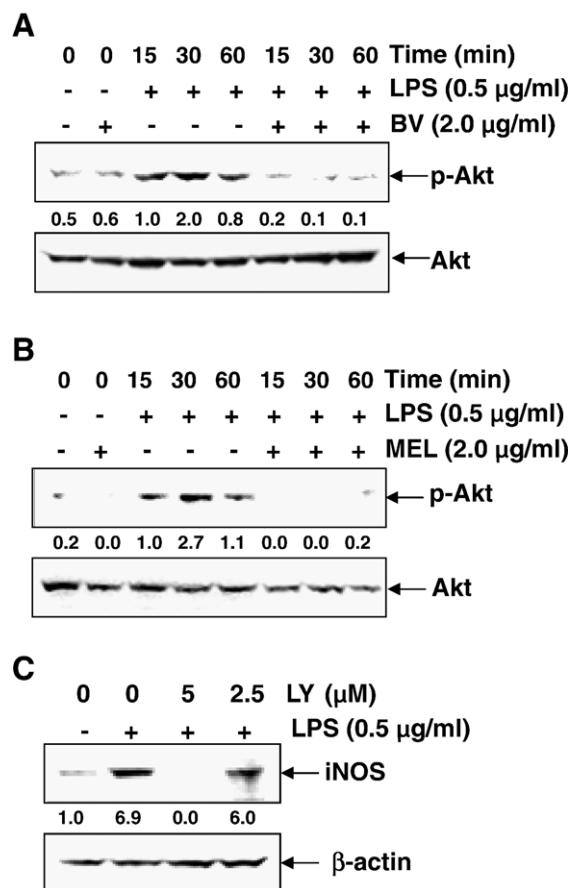 A
0 0 15 30 60 15 30 60 Time (min)
- - + + + + + + LPS (0.5 µg/ml)
- + - - - + + + BV (2.0 µg/ml)
p-Akt
0.5 0.6 1.0 2.0 0.8 0.2 0.1 0.1
Akt
B
0 0 15 30 60 15 30 60 Time (min)
- - + + + + + + LPS (0.5 µg/ml)
- + - - - + + + MEL (2.0 µg/ml)
p-Akt
0.2 0.0 1.0 2.7 1.1 0.0 0.0 0.2
Akt
C
0 0 5 2.5 LY (µM)
- + + + LPS (0.5 µg/ml)
iNOS
1.0 6.9 0.0 6.0
β-actin